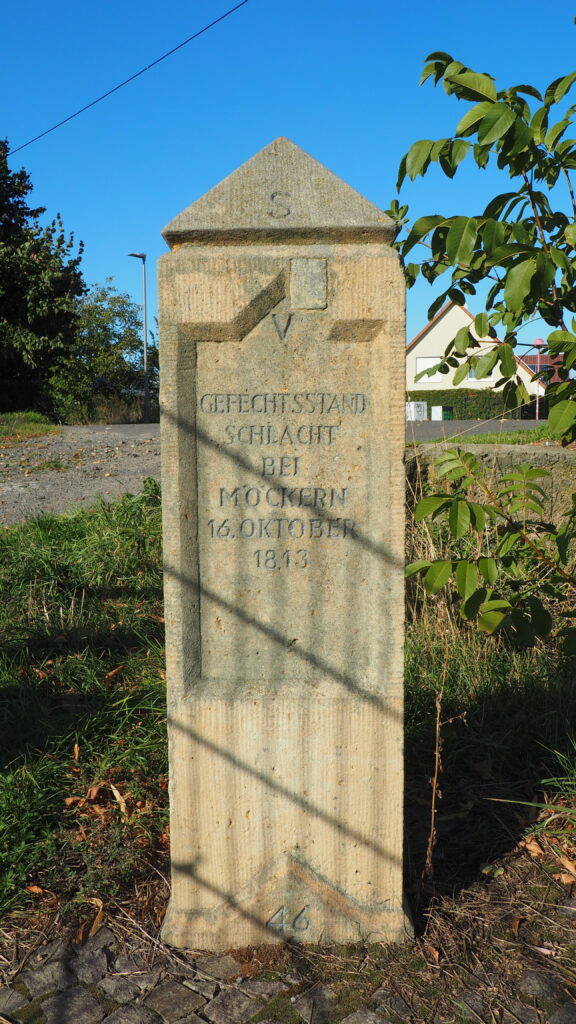 S
V
GEFECHTSSTAND
SCHLACHT
BEI
MÖCKERN
16.OKTOBER
1813
46